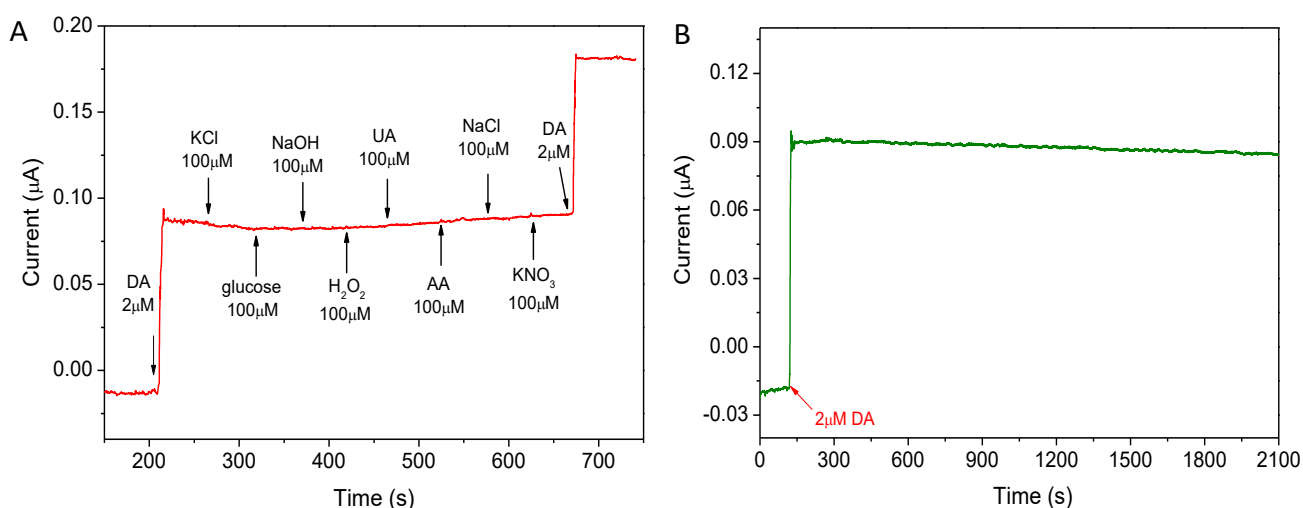 A
Current (μA)
0.20
0.15
0.10
0.05
0.00
KCl
100μM
NaOH
100μM
UA
100μM
NaCl
100μM
DA
2μM
DA
2μM
glucose
100μM
H₂O₂
100μM
AA
100μM
KNO₃
100μM
200
300
400
500
600
700
Time (s)
B
Current (μA)
0.12
0.09
0.06
0.03
0.00
-0.03
2μM DA
0
300
600
900
1200
1500
1800
2100
Time (s)